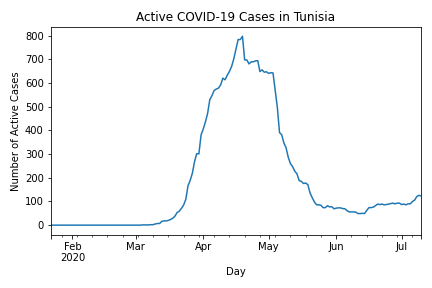 Active COVID-19 Cases in Tunisia
800
700
600
500
400
300
200
100
0
Number of Active Cases
Feb Mar Apr May Jun Jul
2020
Day